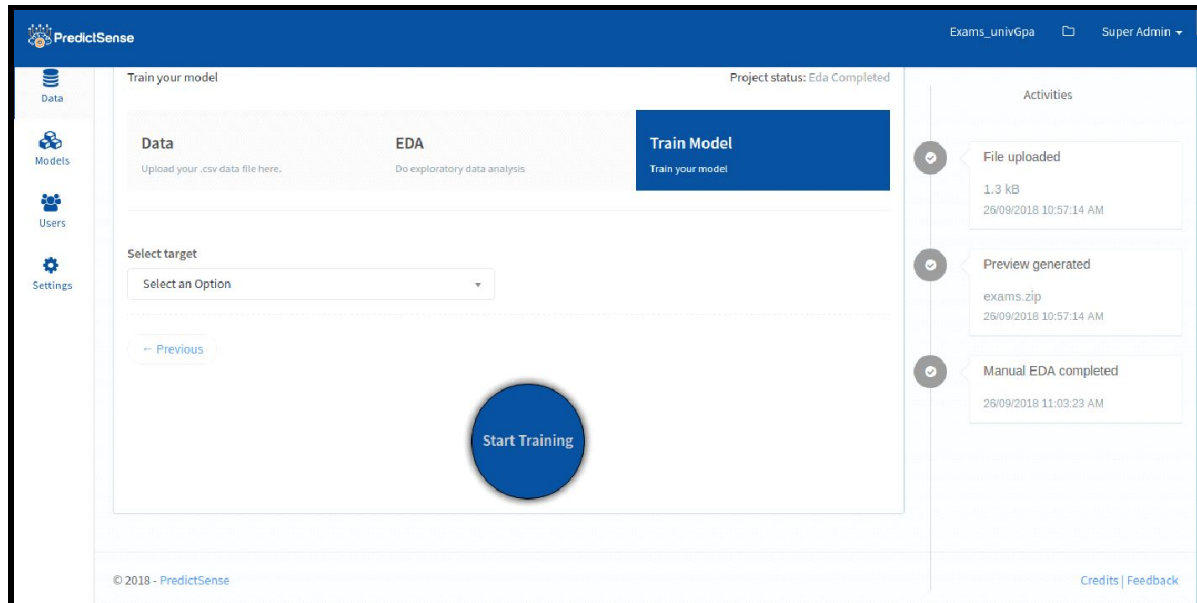 PredictSense
Exams_univGpa
Super Admin
Data
Models
Users
Settings
Train your model
Project status: Eda Completed
Data
Upload your .csv data file here.
EDA
Do exploratory data analysis
Train Model
Train your model
Select target
Select an Option
← Previous
Start Training
Activities
File uploaded
1.3 kB
26/09/2018 10:57:14 AM
Preview generated
exams.zip
26/09/2018 10:57:14 AM
Manual EDA completed
26/09/2018 11:03:23 AM
© 2018 - PredictSense
Credits | Feedback